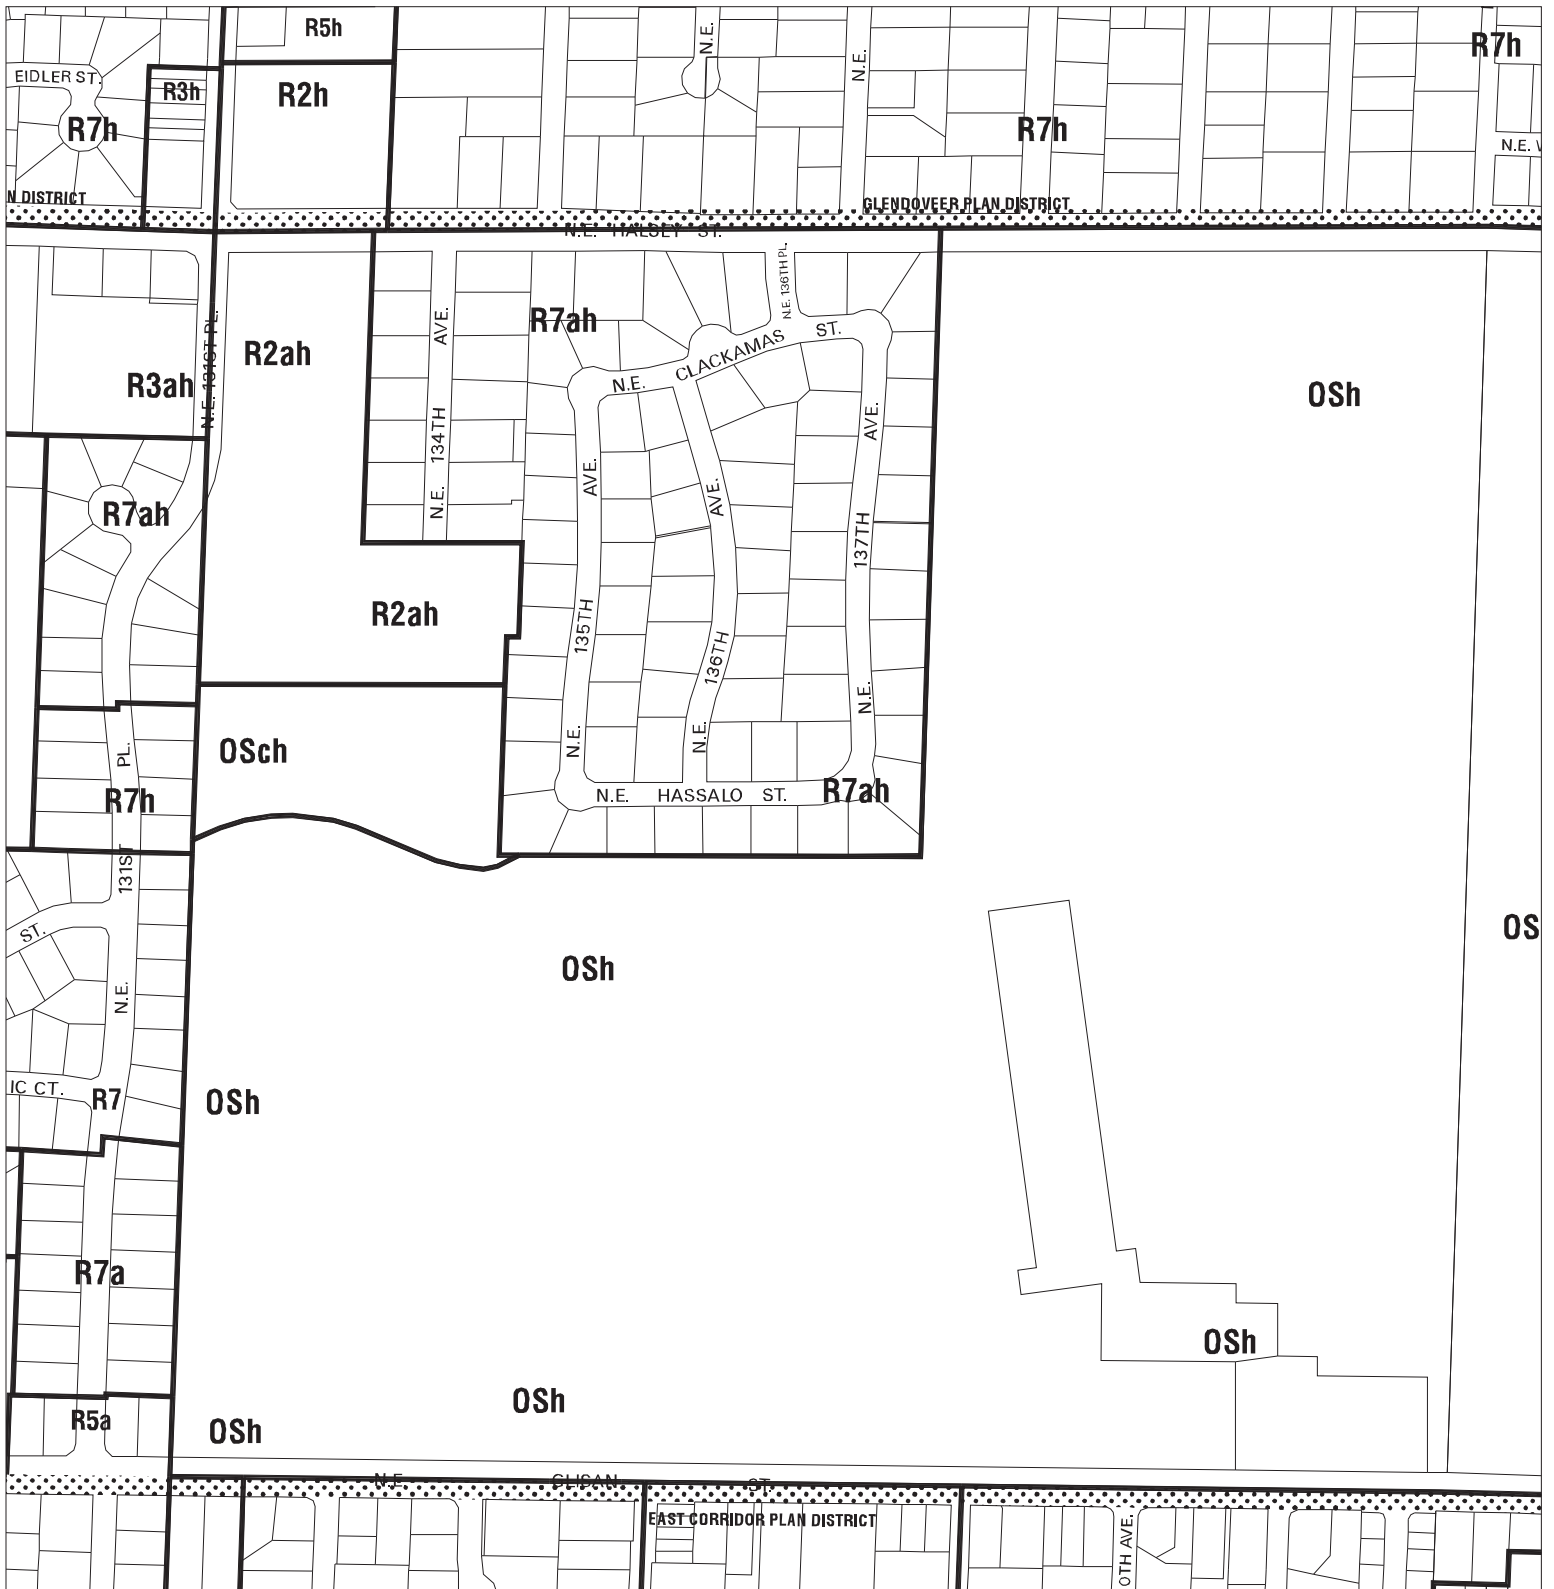 R5h
R7h
EIDLER ST.
R3h
R2h
N.E.
N.E.
R7h
R7h
N.E.
N DISTRICT
GLENDOVEER PLAN DISTRICT
N.E. HALSEY ST.
N.E. 136TH PL.
N.E. 131ST PL.
R2ah
R3ah
N.E. 134TH AVE.
R7ah
N.E. CLACKAMAS ST.
OSh
N.E. 135TH AVE.
N.E. 136TH AVE.
N.E. 137TH AVE.
R7ah
R2ah
OSch
R7h
N.E. HASSALO ST.
R7ah
N.E. 131ST PL.
ST.
OS
OSh
IC CT.
R7
OSh
R7a
OSh
R5a
OSh
OSh
N.E. GLISAN ST.
EAST CORRIDOR PLAN DISTRICT
0TH AVE.